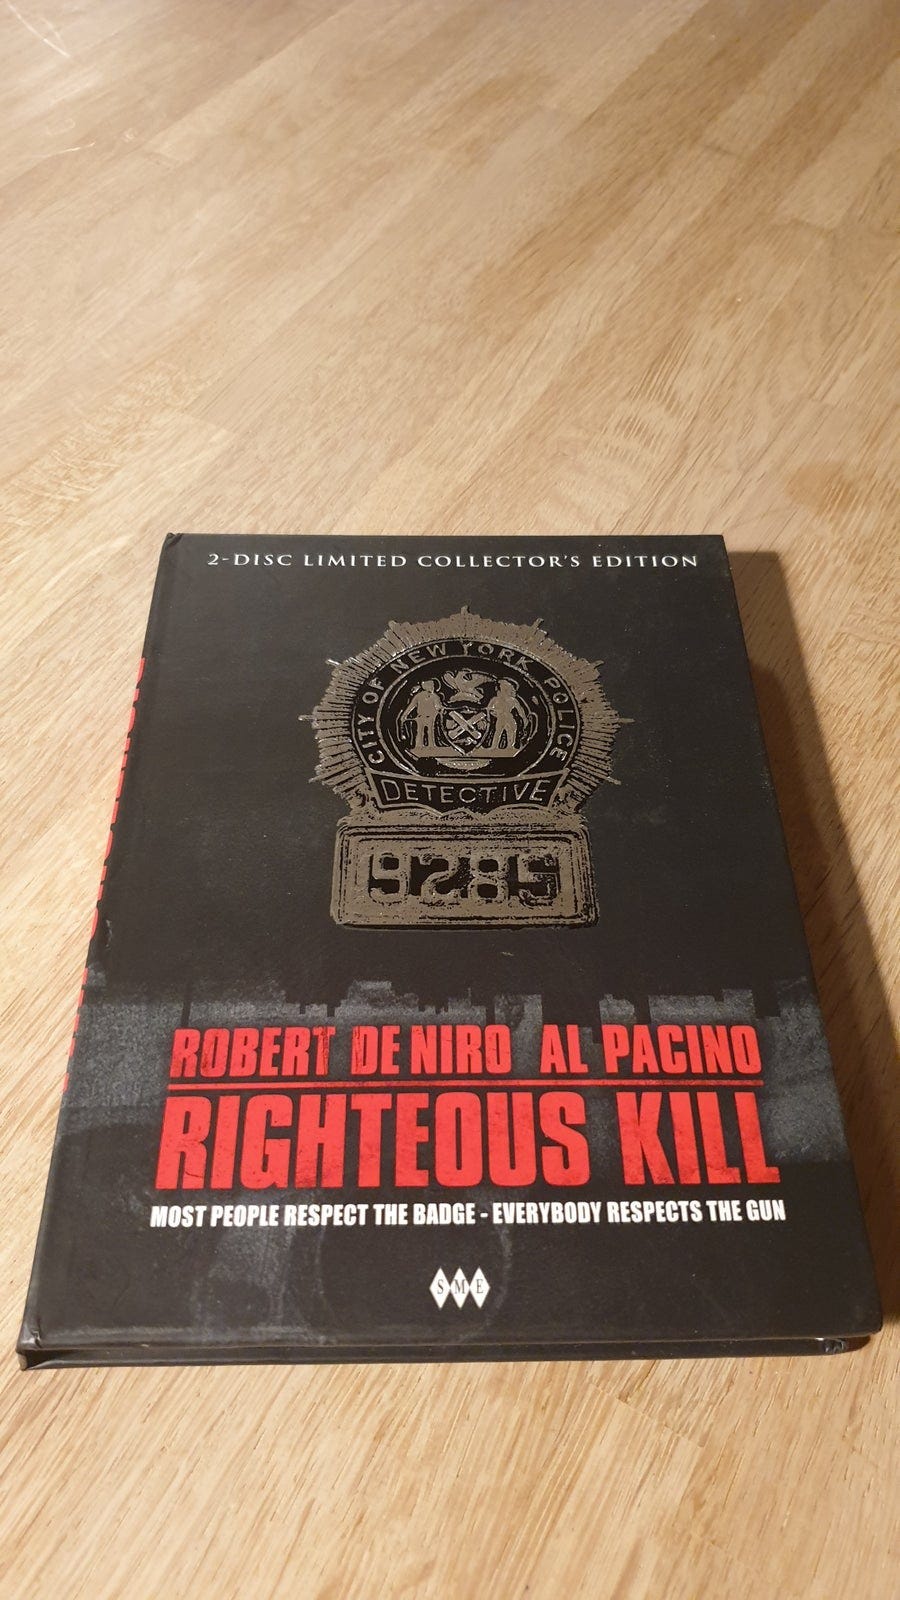 2-DISC LIMITED COLLECTOR'S EDITION
CITY OF NEW YORK POLICE
DETECTIVE
9285
ROBERT DE NIRO AL PACINO
RIGHTEOUS KILL
MOST PEOPLE RESPECT THE BADGE - EVERYBODY RESPECTS THE GUN
SME